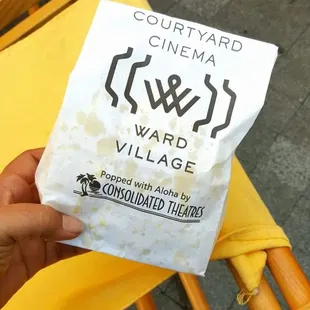 COURTYARD
CINEMA
W
WARD
VILLAGE
Popped with Aloha by
CONSOLIDATED THEATRES